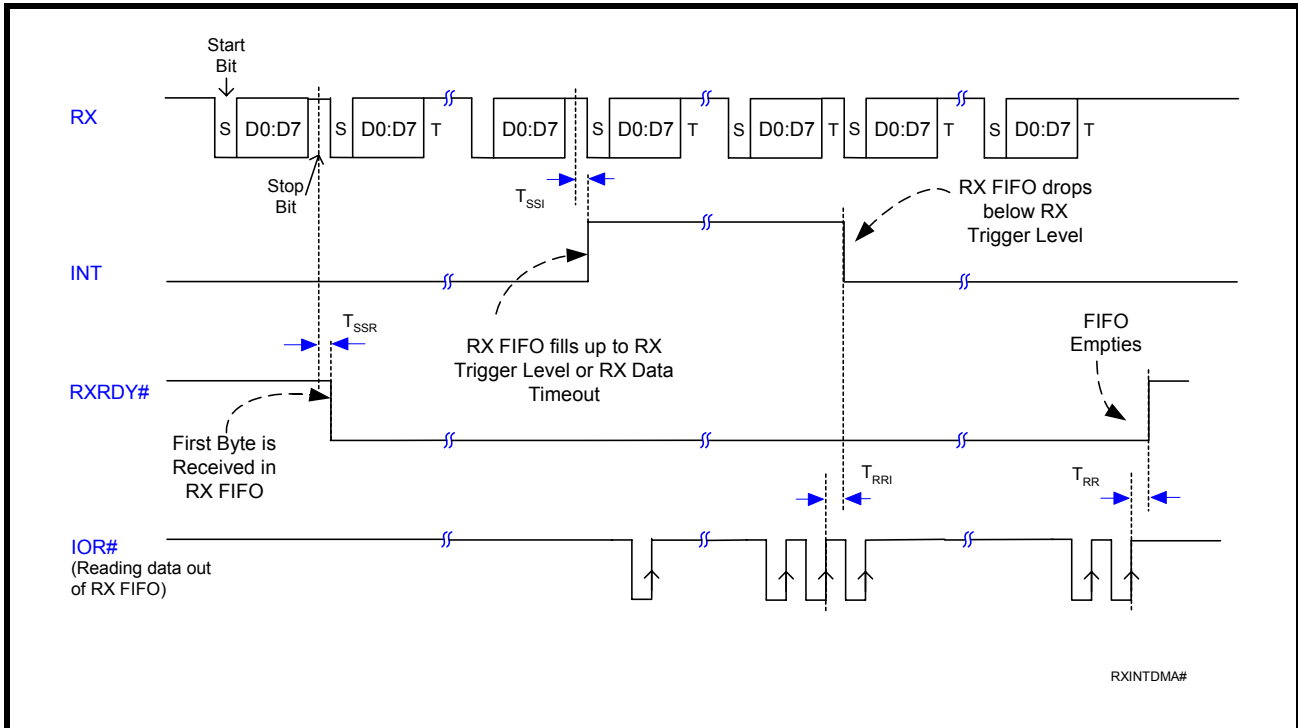 Start
Bit
RX
S D0:D7 S D0:D7 T D0:D7 S D0:D7 T S D0:D7 T S D0:D7 T S D0:D7 T
Stop
Bit
TSSI
RX FIFO drops
below RX
Trigger Level
INT
TSSR
RX FIFO fills up to RX
Trigger Level or RX Data
Timeout
FIFO
Empties
RXRDY#
First Byte is
Received in
RX FIFO
TRRI
TRR
IOR#
(Reading data out
of RX FIFO)
RXINTDMA#